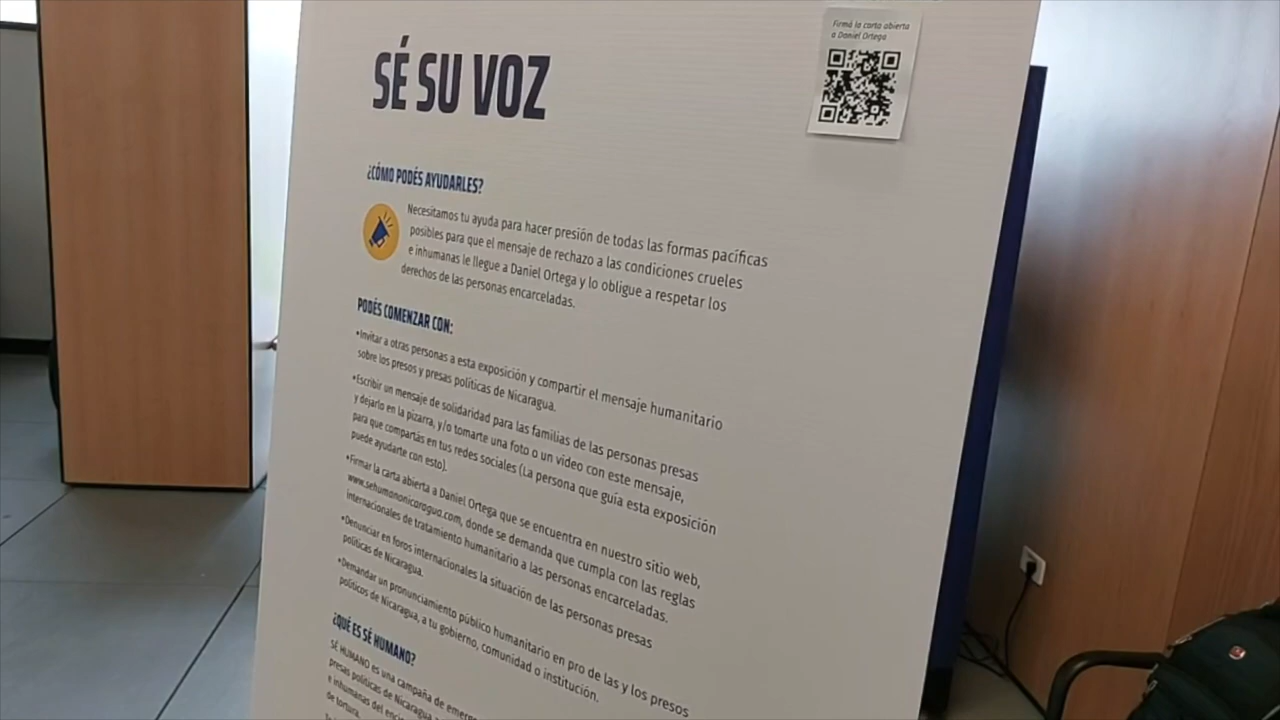 Firmá la carta abierta
a Daniel Ortega
SÉ SU VOZ
¿CÓMO PODÉS AYUDARLES?
Necesitamos tu ayuda para hacer presión de todas las formas pacíficas
posibles para que el mensaje de rechazo a las condiciones crueles
e inhumanas le llegue a Daniel Ortega y lo obligue a respetar los
derechos de las personas encarceladas.
PODÉS COMENZAR CON:
•Invitar a otras personas a esta exposición y compartir el mensaje humanitario
sobre los presos y presas políticas de Nicaragua.
•Escribir un mensaje de solidaridad para las familias de las personas presas
y dejarlo en la pizarra, y/o tomarte una foto o un video con este mensaje,
para que compartás en tus redes sociales (La persona que guía esta exposición
puede ayudarte con esto).
•Firmar la carta abierta a Daniel Ortega que se encuentra en nuestro sitio web,
www.sehumanonicaragua.com, donde se demanda que cumpla con las reglas
internacionales de tratamiento humanitario a las personas encarceladas.
•Denunciar en foros internacionales la situación de las personas presas
políticas de Nicaragua.
•Demandar un pronunciamiento público humanitario en pro de las y los presos
políticos de Nicaragua, a tu gobierno, comunidad o institución.
¿QUÉ ES SÉ HUMANO?
SÉ HUMANO es una campaña de
presas políticas de Nicaragua
e inhumanas del
de tortura.